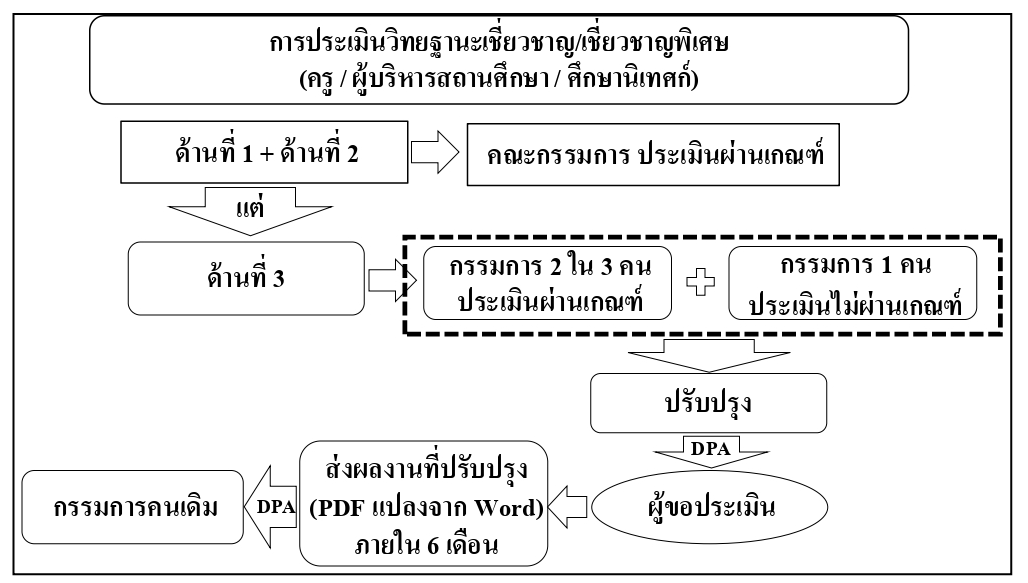 การประเมินวิทยฐานะเชี่ยวชาญ/เชี่ยวชาญพิเศษ
(ครู / ผู้บริหารสถานศึกษา / ศึกษานิเทศก์)
ด้านที่ 1 + ด้านที่ 2
คณะกรรมการ ประเมินผ่านเกณฑ์
แต่
ด้านที่ 3
กรรมการ 2 ใน 3 คน
ประเมินผ่านเกณฑ์
กรรมการ 1 คน
ประเมินไม่ผ่านเกณฑ์
ปรับปรุง
DPA
ผู้ขอประเมิน
ส่งผลงานที่ปรับปรุง
(PDF แปลงจาก Word)
ภายใน 6 เดือน
DPA
กรรมการคนเดิม